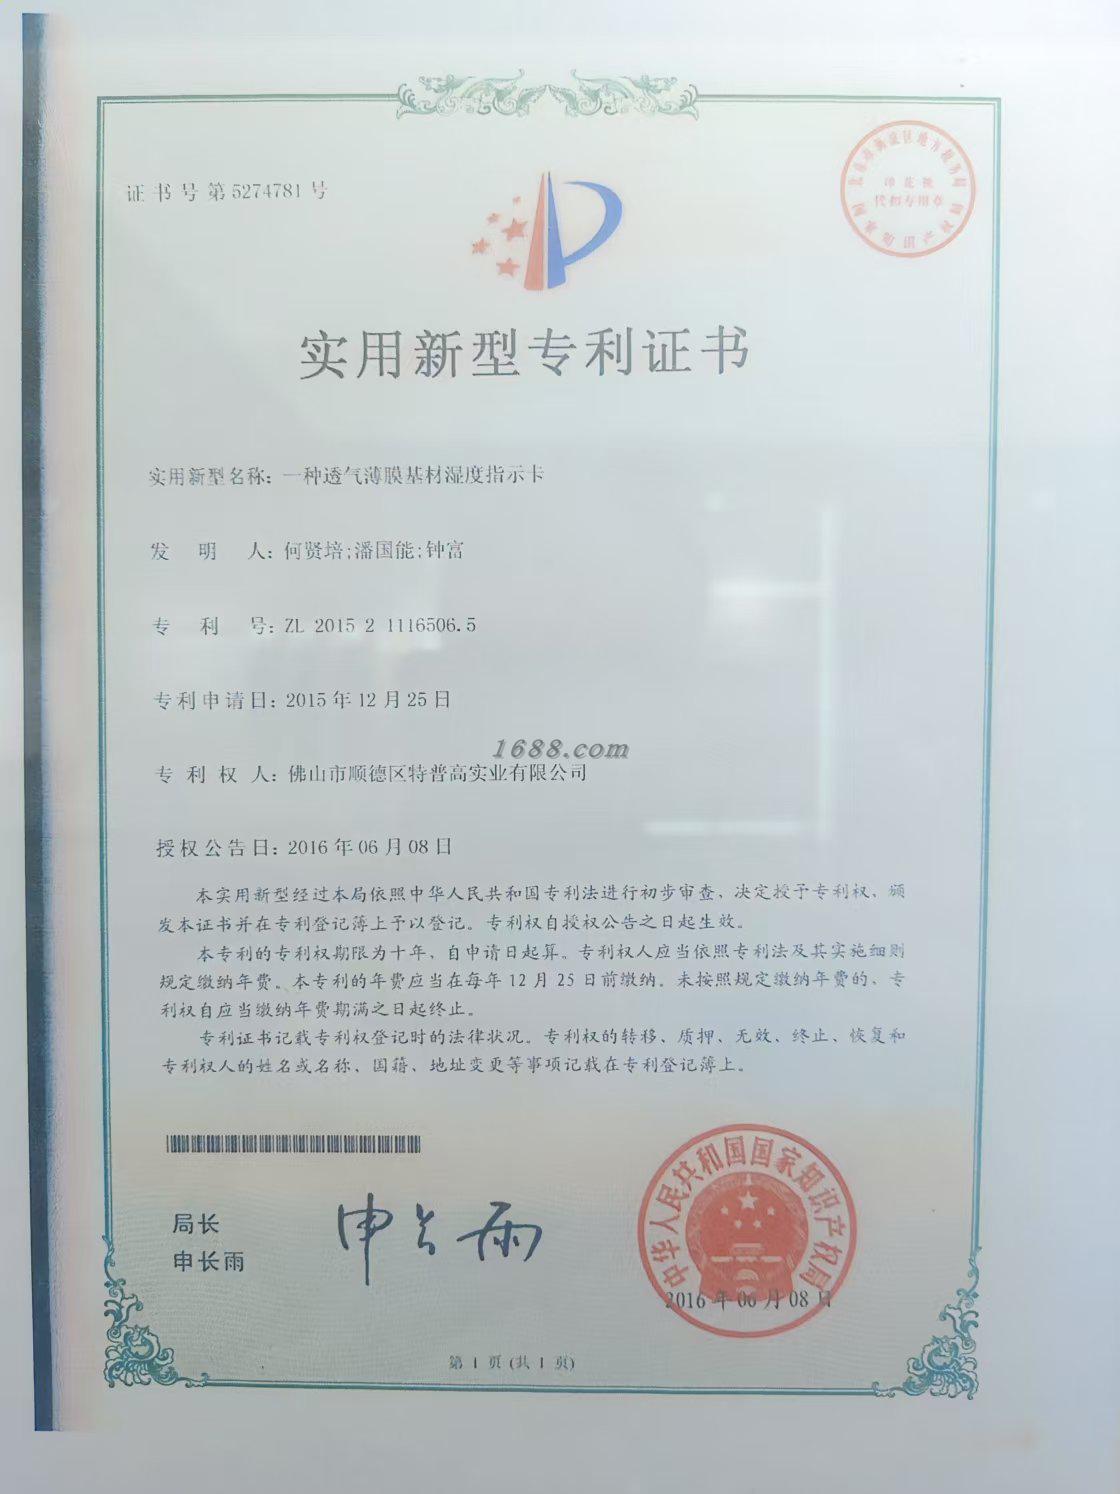 证书号第5274781号
印花税
代扣专用章
实用新型专利证书
实用新型名称：一种透气薄膜基材湿度指示卡
发明人：何贤培;潘国能;钟富
专利号：ZL 2015 2 1116506.5
专利申请日：2015年12月25日
1688.com
专利权人：佛山市顺德区特普高实业有限公司
授权公告日：2016年06月08日
本实用新型经过本局依照中华人民共和国专利法进行初步审查，决定授予专利权，颁
发本证书并在专利登记簿上予以登记。专利权自授权公告之日起生效。
本专利的专利权期限为十年，自申请日起算。专利权人应当依照专利法及其实施细则
规定缴纳年费。本专利的年费应当在每年12月25日前缴纳。未按照规定缴纳年费的，专
利权自应当缴纳年费期满之日起终止。
专利证书记载专利权登记时的法律状况。专利权的转移、质押、无效、终止、恢复和
专利权人的姓名或名称、国籍、地址变更等事项记载在专利登记簿上。
局长
申长雨
申长雨
中华人民共和国国家知识产权局
2016年06月08日
第1页(共1页)